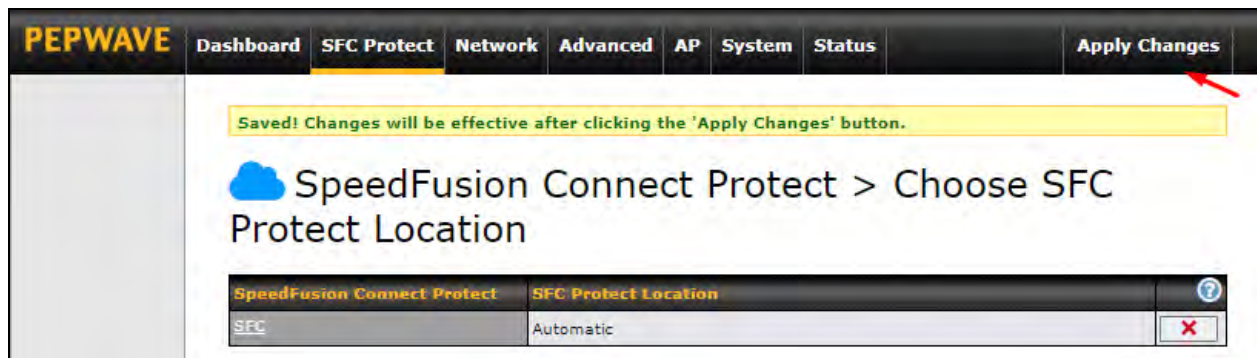 PEPWAVE Dashboard SFC Protect Network Advanced AP System Status Apply Changes
Saved! Changes will be effective after clicking the 'Apply Changes' button.
SpeedFusion Connect Protect > Choose SFC
Protect Location
SpeedFusion Connect Protect SFC Protect Location ?
SFC Automatic